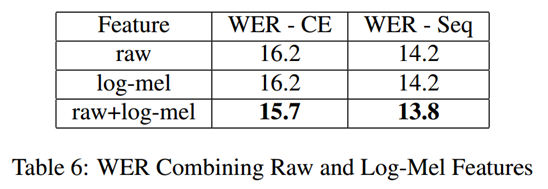 Feature WER - CE WER - Seq
raw 16.2 14.2
log-mel 16.2 14.2
raw+log-mel 15.7 13.8
Table 6: WER Combining Raw and Log-Mel Features